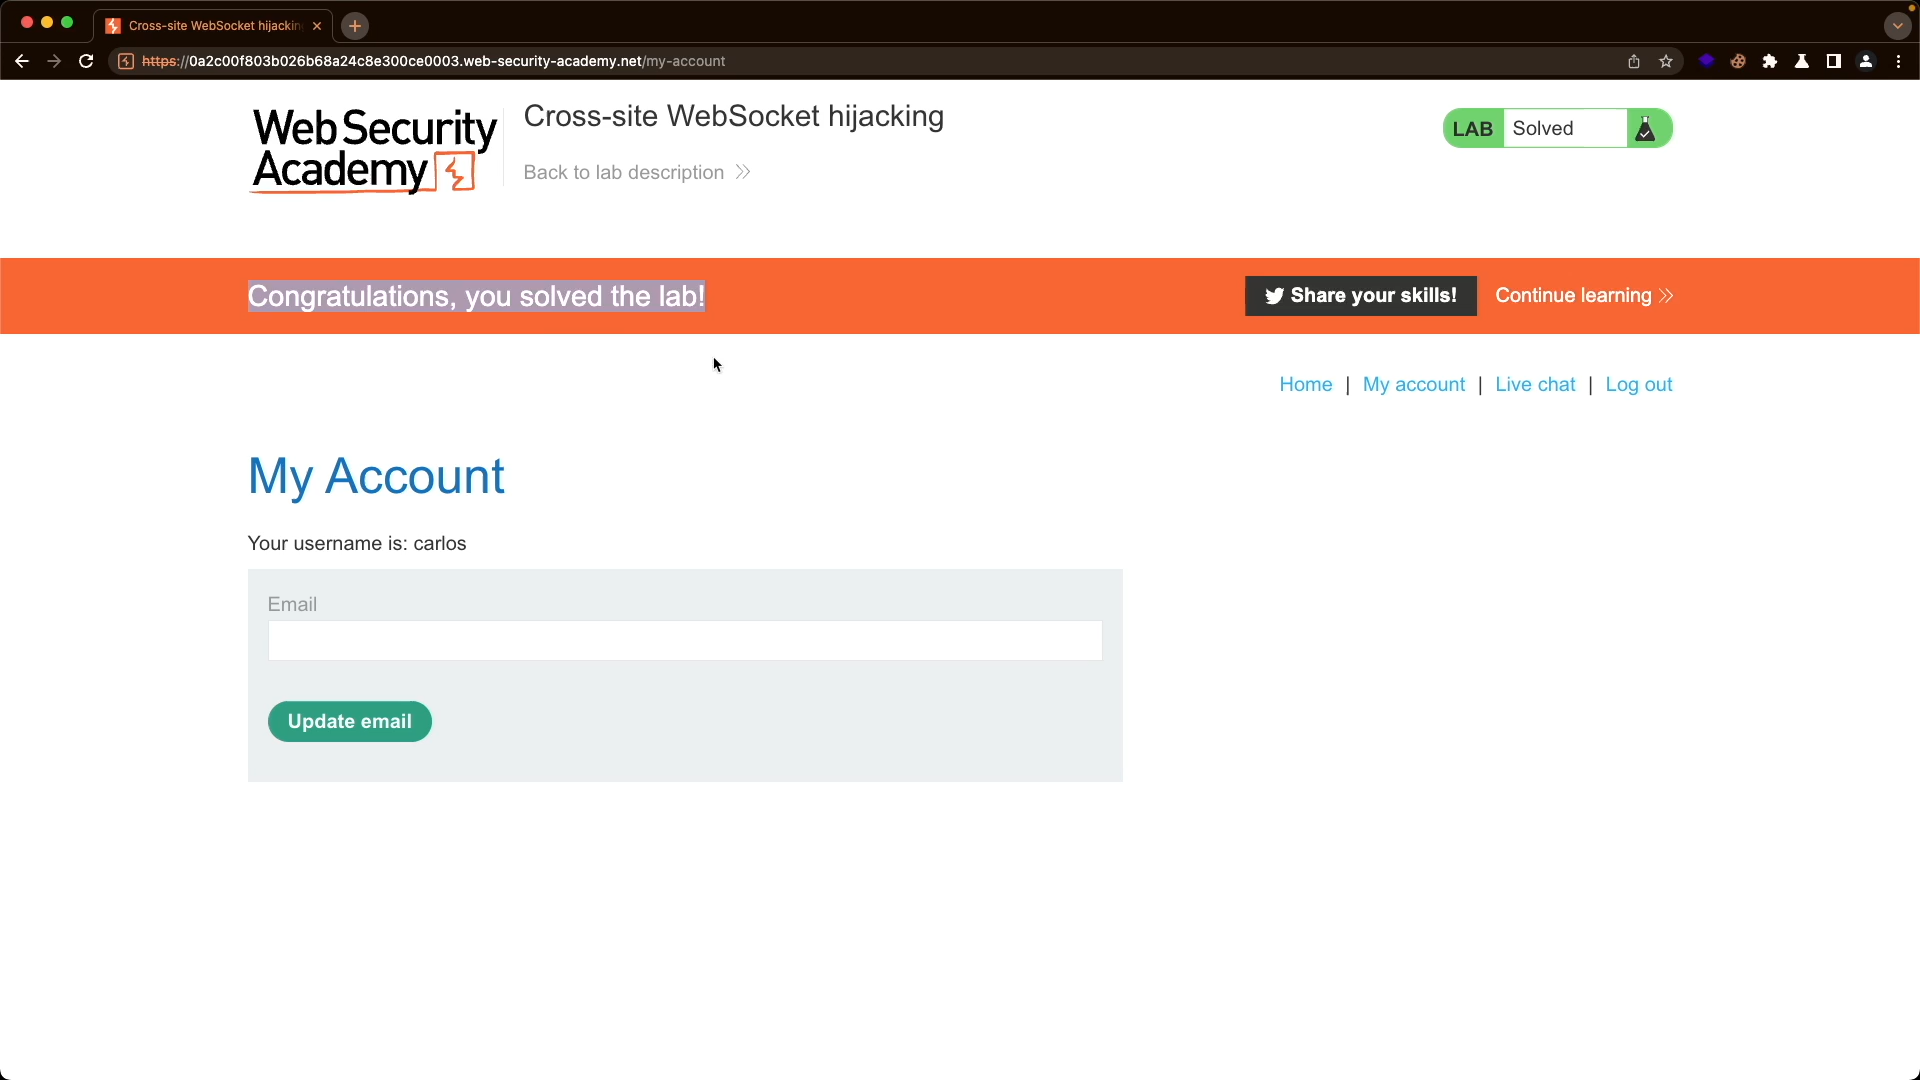 Cross-site WebSocket hijackin
https://0a2c00f803b026b68a24c8e300ce0003.web-security-academy.net/my-account
Web Security
Academy
Cross-site WebSocket hijacking
Back to lab description
LAB Solved
Congratulations, you solved the lab!
Share your skills! Continue learning
Home | My account | Live chat | Log out
My Account
Your username is: carlos
Email
Update email